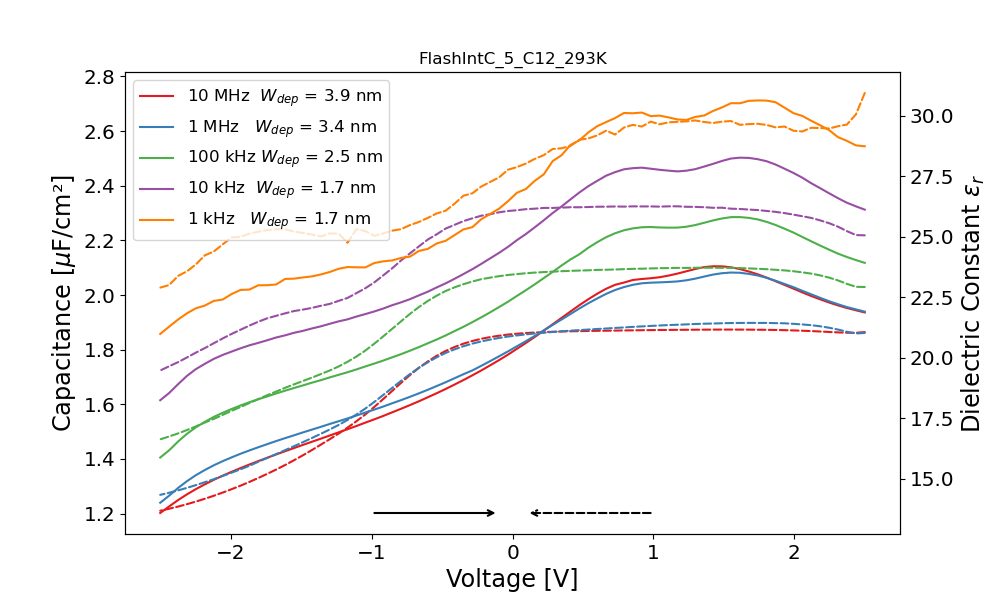 FlashIntC_5_C12_293K
10 MHz W_dep = 3.9 nm
1 MHz W_dep = 3.4 nm
100 kHz W_dep = 2.5 nm
10 kHz W_dep = 1.7 nm
1 kHz W_dep = 1.7 nm
Capacitance [µF/cm²]
2.8
2.6
2.4
2.2
2.0
1.8
1.6
1.4
1.2
Dielectric Constant ε_r
30.0
27.5
25.0
22.5
20.0
17.5
15.0
−2
−1
0
1
2
Voltage [V]